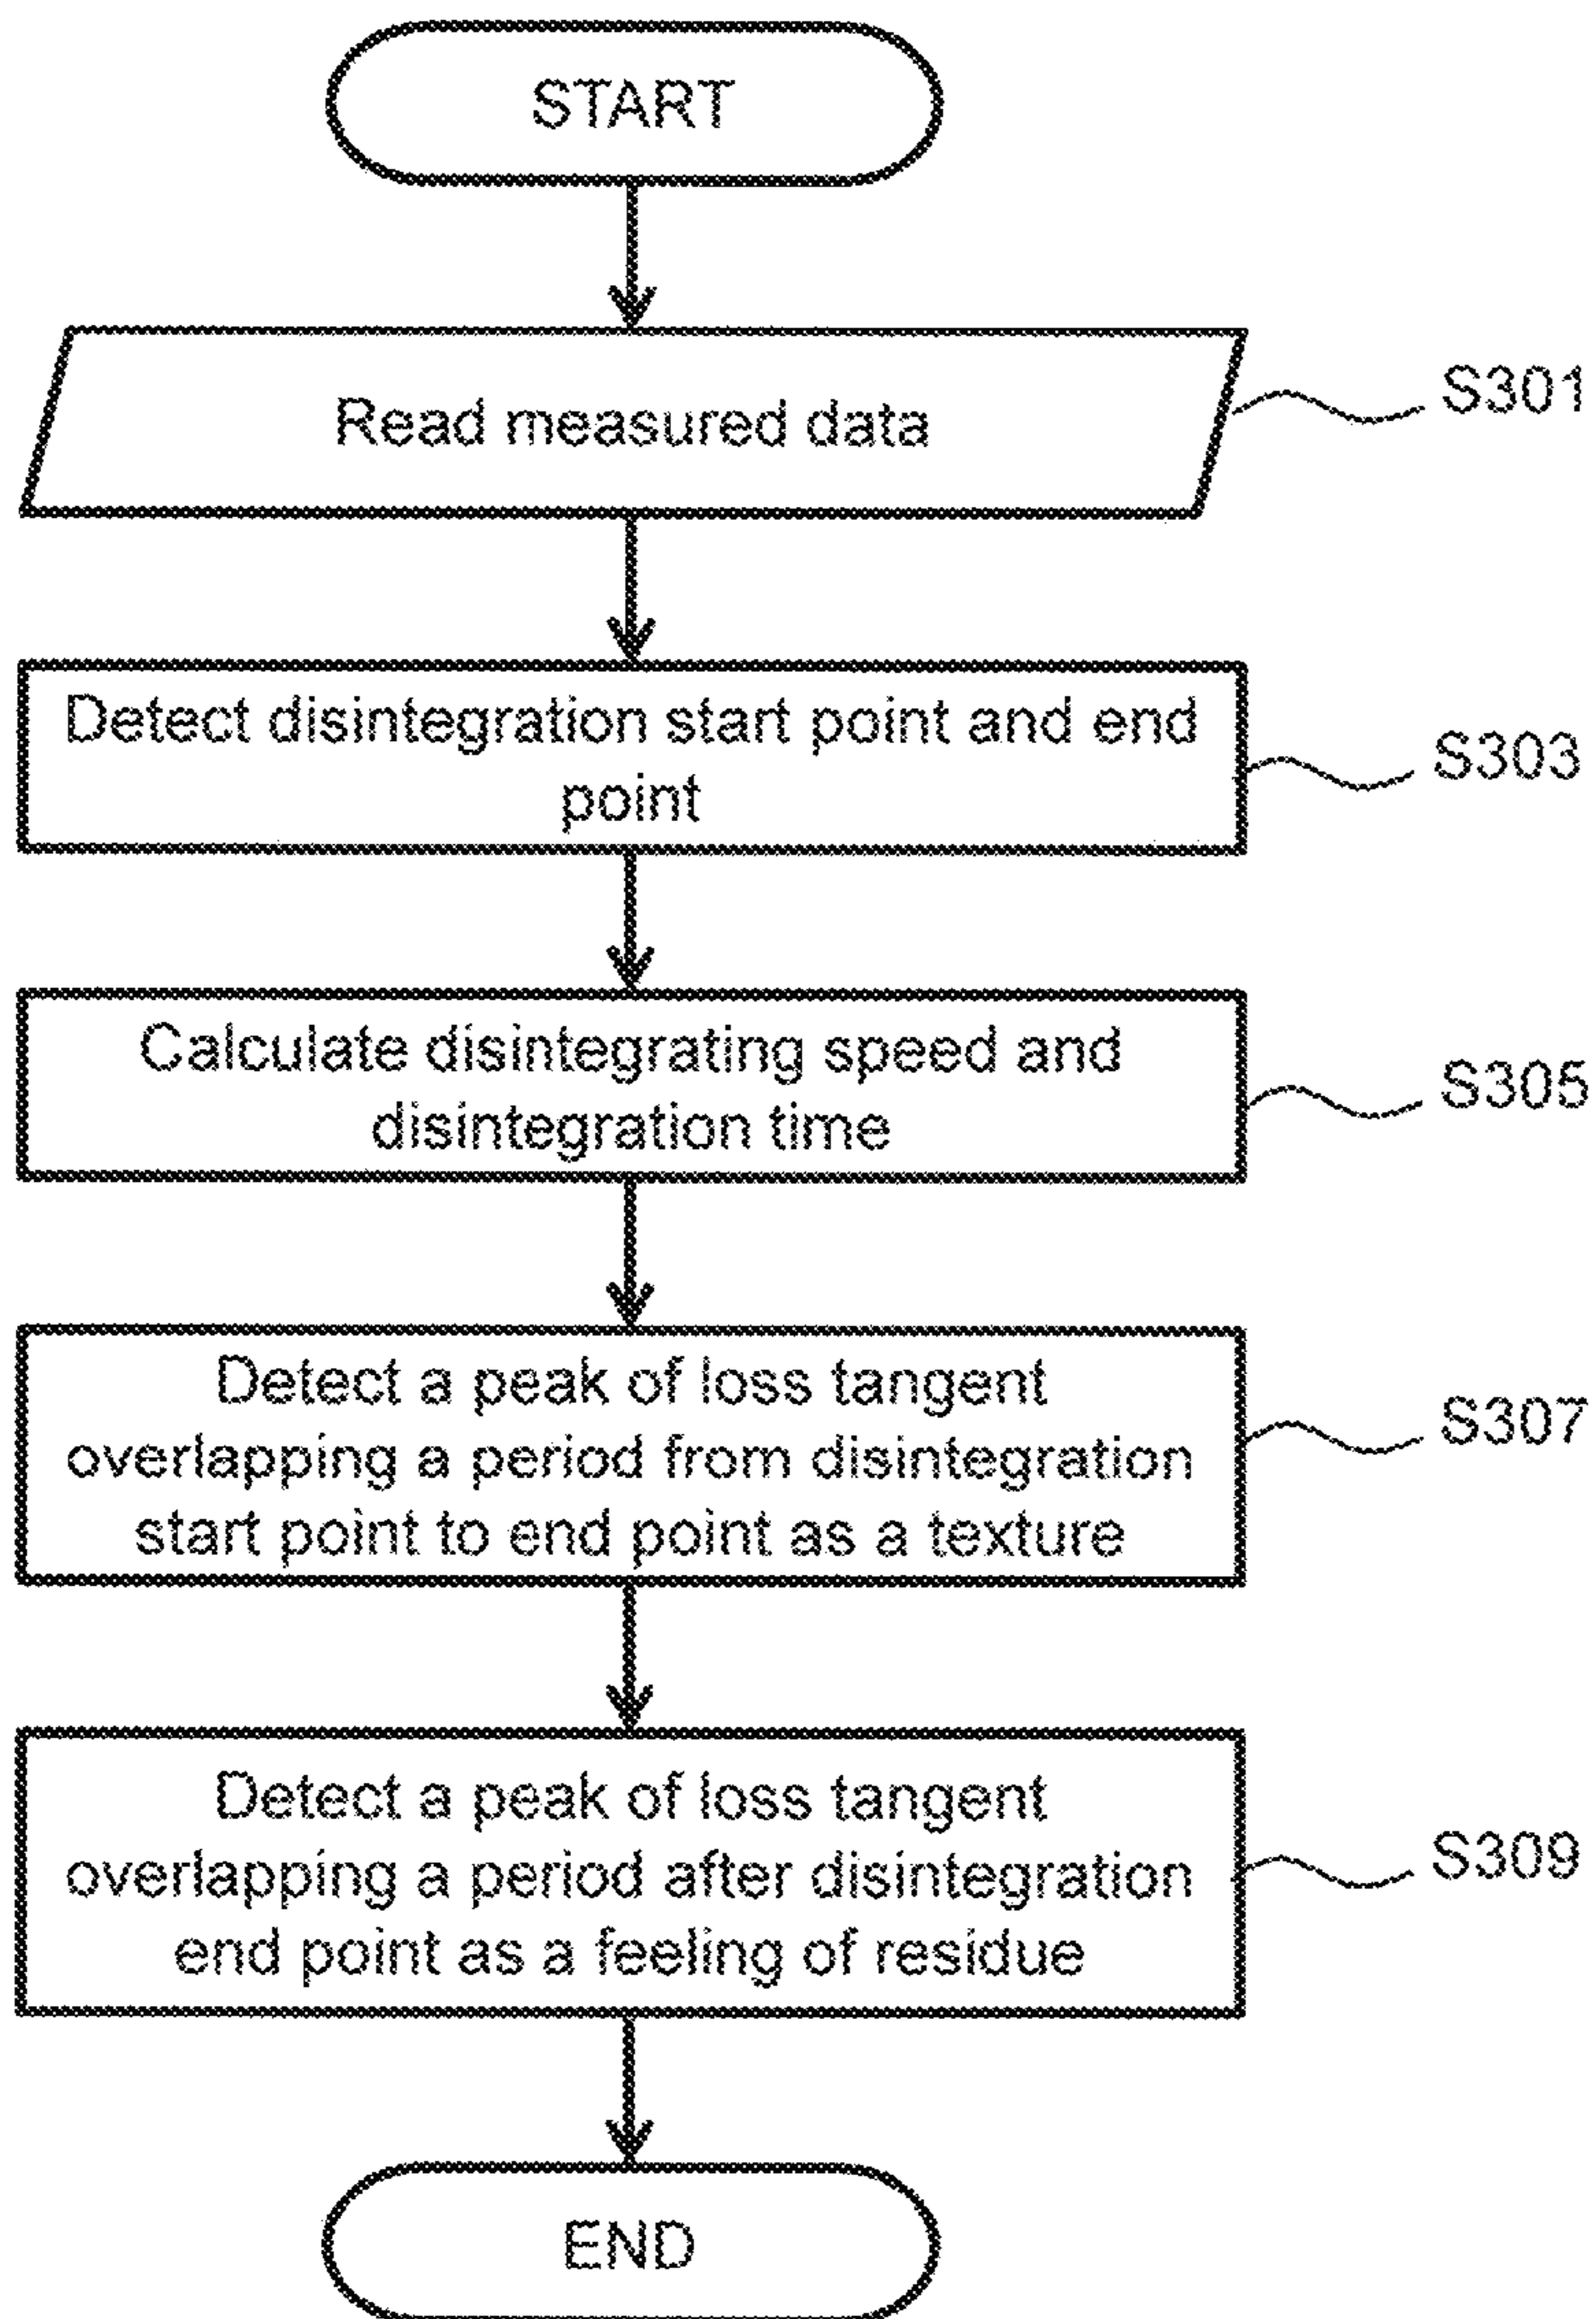 START
Read measured data
S301
Detect disintegration start point and end
point
S303
Calculate disintegrating speed and
disintegration time
S305
Detect a peak of loss tangent
overlapping a period from disintegration
start point to end point as a texture
S307
Detect a peak of loss tangent
overlapping a period after disintegration
end point as a feeling of residue
S309
END